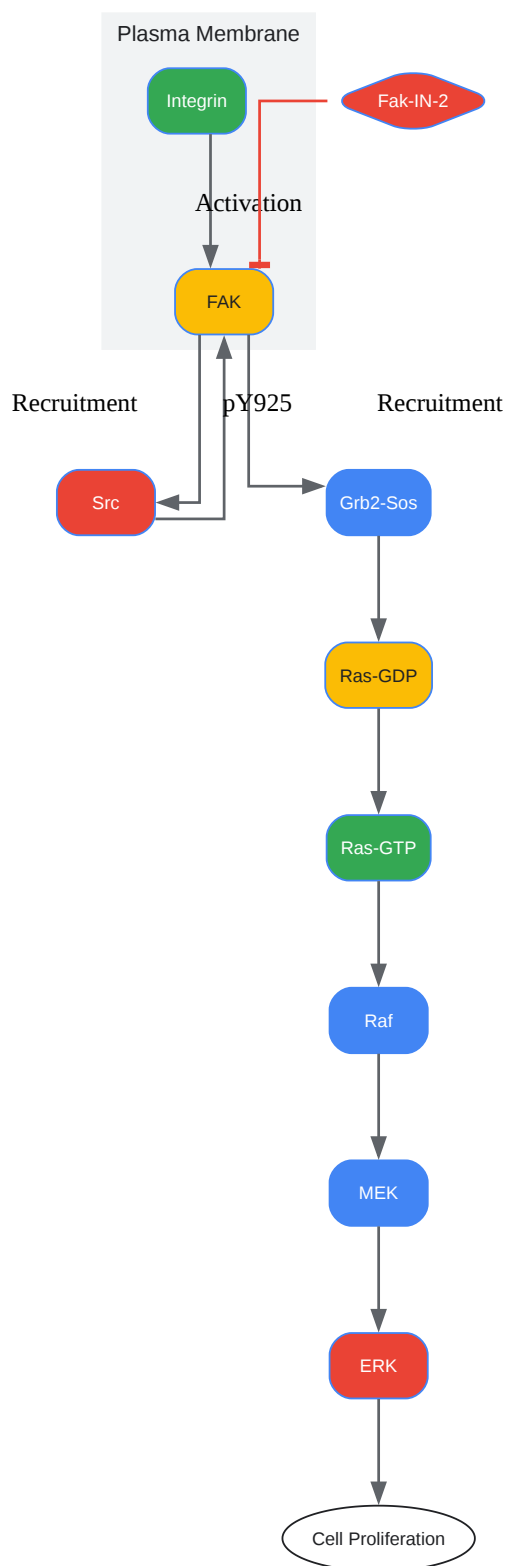 Plasma Membrane
Integrin
Fak-IN-2
Activation
FAK
Recruitment
pY925
Recruitment
Src
Grb2-Sos
Ras-GDP
Ras-GTP
Raf
MEK
ERK
Cell Proliferation